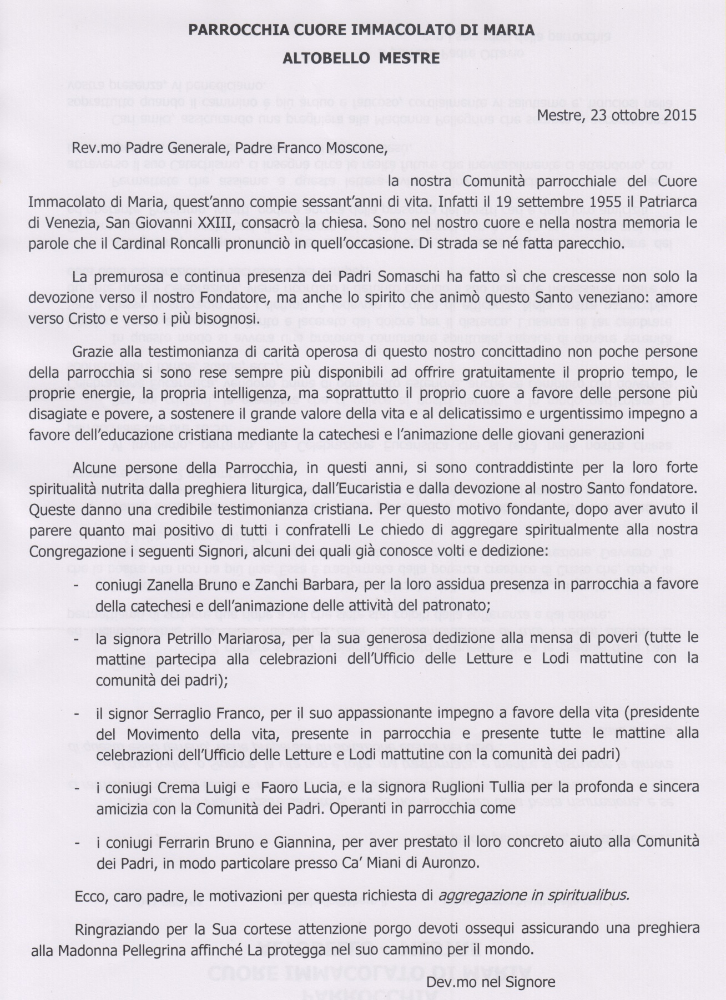 PARROCCHIA CUORE IMMACOLATO DI MARIA
ALTOBELLO MESTRE
Mestre, 23 ottobre 2015
Rev.mo Padre Generale, Padre Franco Moscone,
la nostra Comunità parrocchiale del Cuore
Immacolato di Maria, quest'anno compie sessant'anni di vita. Infatti il 19 settembre 1955 il Patriarca
di Venezia, San Giovanni XXIII, consacrò la chiesa. Sono nel nostro cuore e nella nostra memoria le
parole che il Cardinal Roncalli pronunciò in quell'occasione. Di strada se né fatta parecchio.
La premurosa e continua presenza dei Padri Somaschi ha fatto sì che crescesse non solo la
devozione verso il nostro Fondatore, ma anche lo spirito che animò questo Santo veneziano: amore
verso Cristo e verso i più bisognosi.
Grazie alla testimonianza di carità operosa di questo nostro concittadino non poche persone
della parrocchia si sono rese sempre più disponibili ad offrire gratuitamente il proprio tempo, le
proprie energie, la propria intelligenza, ma soprattutto il proprio cuore a favore delle persone più
disagiate e povere, a sostenere il grande valore della vita e al delicatissimo e urgentissimo impegno a
favore dell'educazione cristiana mediante la catechesi e l'animazione delle giovani generazioni
Alcune persone della Parrocchia, in questi anni, si sono contraddistinte per la loro forte
spiritualità nutrita dalla preghiera liturgica, dall'Eucaristia e dalla devozione al nostro Santo fondatore.
Queste danno una credibile testimonianza cristiana. Per questo motivo fondante, dopo aver avuto il
parere quanto mai positivo di tutti i confratelli Le chiedo di aggregare spiritualmente alla nostra
Congregazione i seguenti Signori, alcuni dei quali già conosce volti e dedizione:
- coniugi Zanella Bruno e Zanchi Barbara, per la loro assidua presenza in parrocchia a favore
della catechesi e dell'animazione delle attività del patronato;
- la signora Petrillo Mariarosa, per la sua generosa dedizione alla mensa di poveri (tutte le
mattine partecipa alla celebrazioni dell'Ufficio delle Letture e Lodi mattutine con la
comunità dei padri);
- il signor Serraglio Franco, per il suo appassionante impegno a favore della vita (presidente
del Movimento della vita, presente in parrocchia e presente tutte le mattine alla
celebrazioni dell'Ufficio delle Letture e Lodi mattutine con la comunità dei padri)
- i coniugi Crema Luigi e Faoro Lucia, e la signora Ruglioni Tullia per la profonda e sincera
amicizia con la Comunità dei Padri. Operanti in parrocchia come
- i coniugi Ferrarin Bruno e Giannina, per aver prestato il loro concreto aiuto alla Comunità
dei Padri, in modo particolare presso Ca' Miani di Auronzo.
Ecco, caro padre, le motivazioni per questa richiesta di aggregazione in spiritualibus.
Ringraziando per la Sua cortese attenzione porgo devoti ossequi assicurando una preghiera
alla Madonna Pellegrina affinché La protegga nel suo cammino per il mondo.
Dev.mo nel Signore